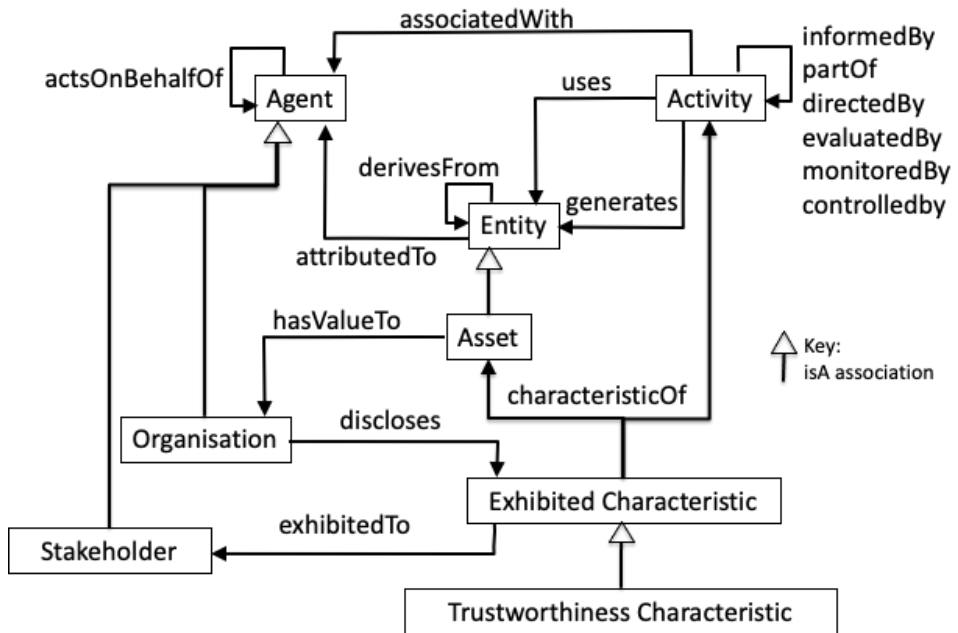 associatedWith
actsOnBehalfOf
Agent
uses
Activity
informedBy
partOf
directedBy
evaluatedBy
monitoredBy
controlledby
derivesFrom
Entity
generates
attributedTo
hasValueTo
Asset
Key:
isA association
characteristicOf
Organisation
discloses
Exhibited Characteristic
exhibitedTo
Stakeholder
Trustworthiness Characteristic